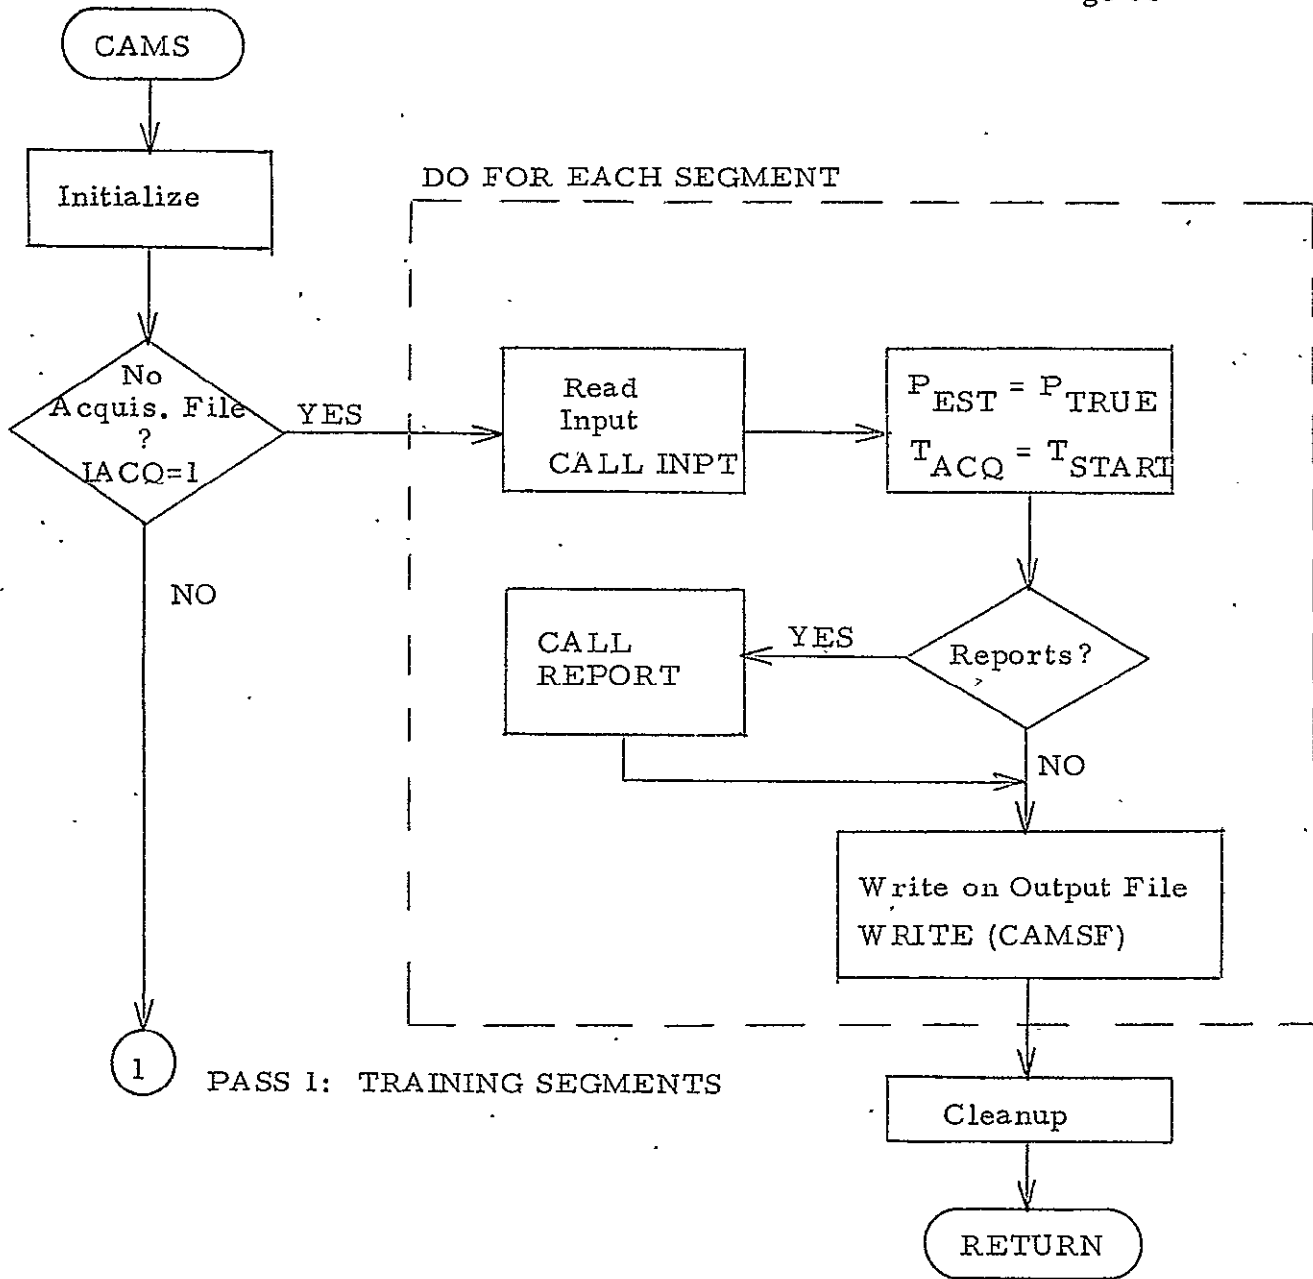 CAMS
Initialize
DO FOR EACH SEGMENT
No
Acquis. File
?
IACQ=1
YES
NO
Read
Input
CALL INPT
P_EST = P_TRUE
T_ACQ = T_START
Reports?
YES
CALL
REPORT
NO
Write on Output File
WRITE (CAMSF)
1
PASS 1: TRAINING SEGMENTS
Cleanup
RETURN